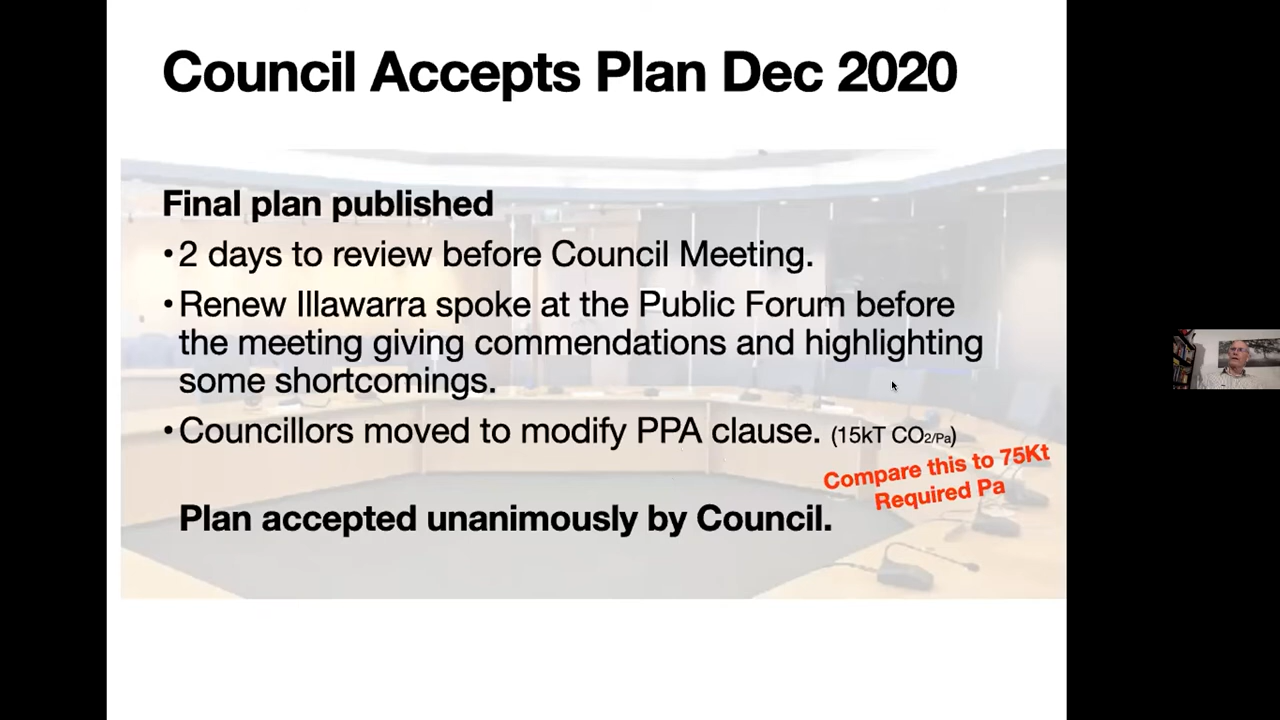 Council Accepts Plan Dec 2020
Final plan published
•2 days to review before Council Meeting.
•Renew Illawarra spoke at the Public Forum before
the meeting giving commendations and highlighting
some shortcomings.
•Councillors moved to modify PPA clause. (15kT CO2/Pa)
Compare this to 75Kt
Required Pa
Plan accepted unanimously by Council.